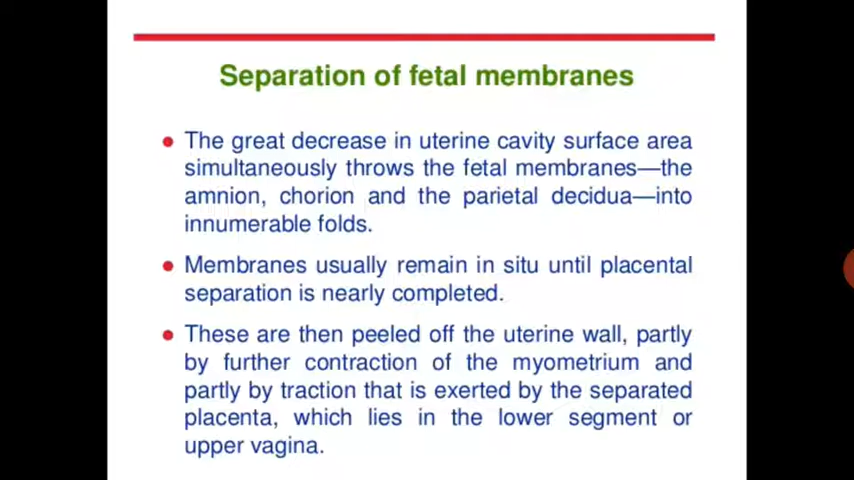 Separation of fetal membranes
● The great decrease in uterine cavity surface area
simultaneously throws the fetal membranes—the
amnion, chorion and the parietal decidua—into
innumerable folds.
● Membranes usually remain in situ until placental
separation is nearly completed.
● These are then peeled off the uterine wall, partly
by further contraction of the myometrium and
partly by traction that is exerted by the separated
placenta, which lies in the lower segment or
upper vagina.